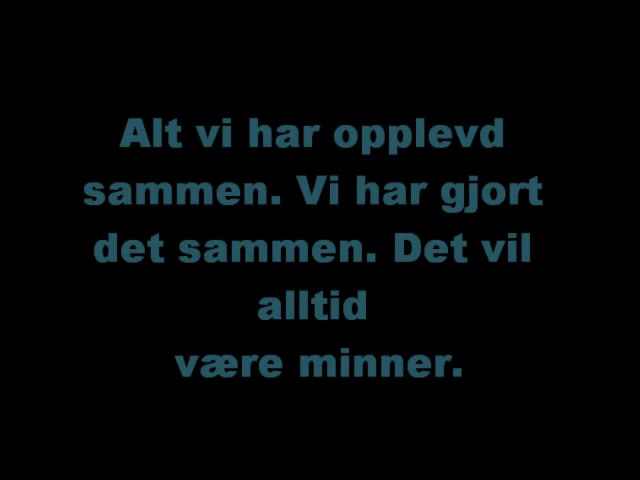 Alt vi har opplevd
sammen. Vi har gjort
det sammen. Det vil
alltid
være minner.